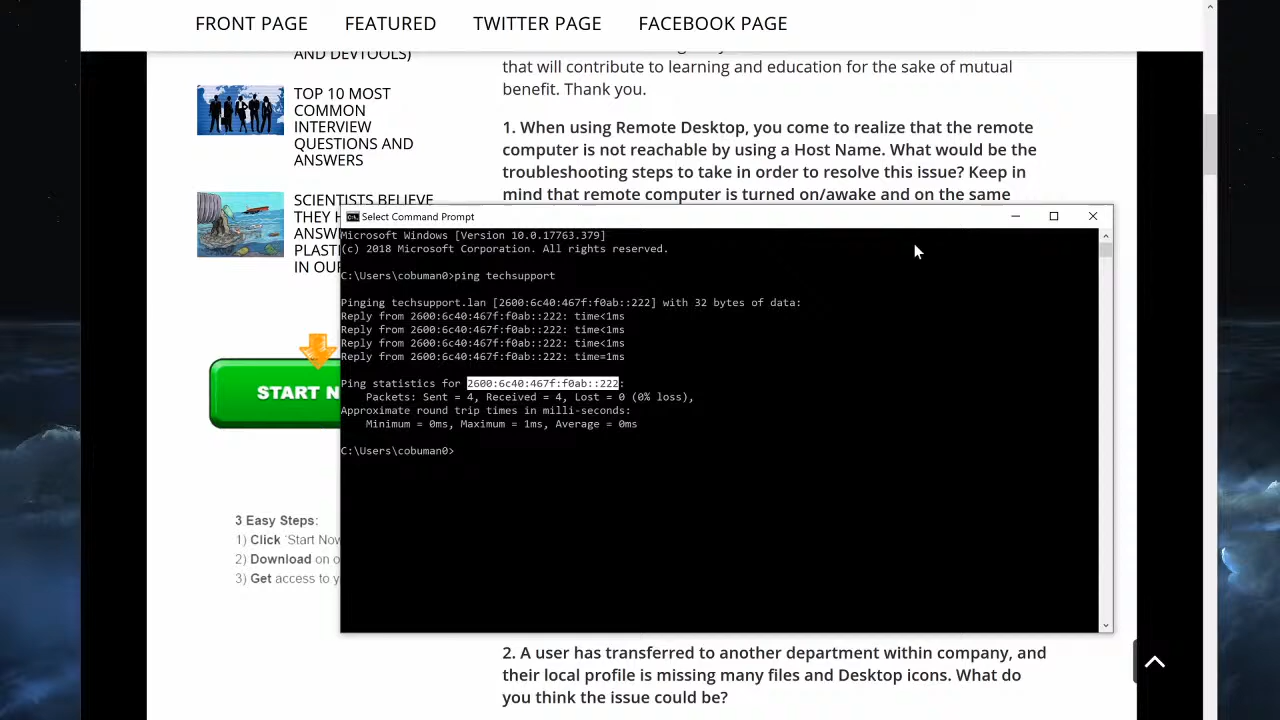 FRONT PAGE FEATURED TWITTER PAGE FACEBOOK PAGE
AND DEVTOOLS)
TOP 10 MOST
COMMON
INTERVIEW
QUESTIONS AND
ANSWERS
SCIENTISTS BELIEVE
THEY H
ANSW
PLASTI
IN OUR
START N
3 Easy Steps:
1) Click 'Start Now
2) Download on o
3) Get access to y
that will contribute to learning and education for the sake of mutual
benefit. Thank you.
1. When using Remote Desktop, you come to realize that the remote
computer is not reachable by using a Host Name. What would be the
troubleshooting steps to take in order to resolve this issue? Keep in
mind that remote computer is turned on/awake and on the same
Select Command Prompt
Microsoft Windows [Version 10.0.17763.379]
(c) 2018 Microsoft Corporation. All rights reserved.
C:\Users\cobuman0>ping techsupport
Pinging techsupport.lan [2600:6c40:467f:f0ab::222] with 32 bytes of data:
Reply from 2600:6c40:467f:f0ab::222: time<1ms
Reply from 2600:6c40:467f:f0ab::222: time<1ms
Reply from 2600:6c40:467f:f0ab::222: time<1ms
Reply from 2600:6c40:467f:f0ab::222: time=1ms
Ping statistics for 2600:6c40:467f:f0ab::222:
Packets: Sent = 4, Received = 4, Lost = 0 (0% loss),
Approximate round trip times in milli-seconds:
Minimum = 0ms, Maximum = 1ms, Average = 0ms
C:\Users\cobuman0>
2. A user has transferred to another department within company, and
their local profile is missing many files and Desktop icons. What do
you think the issue could be?